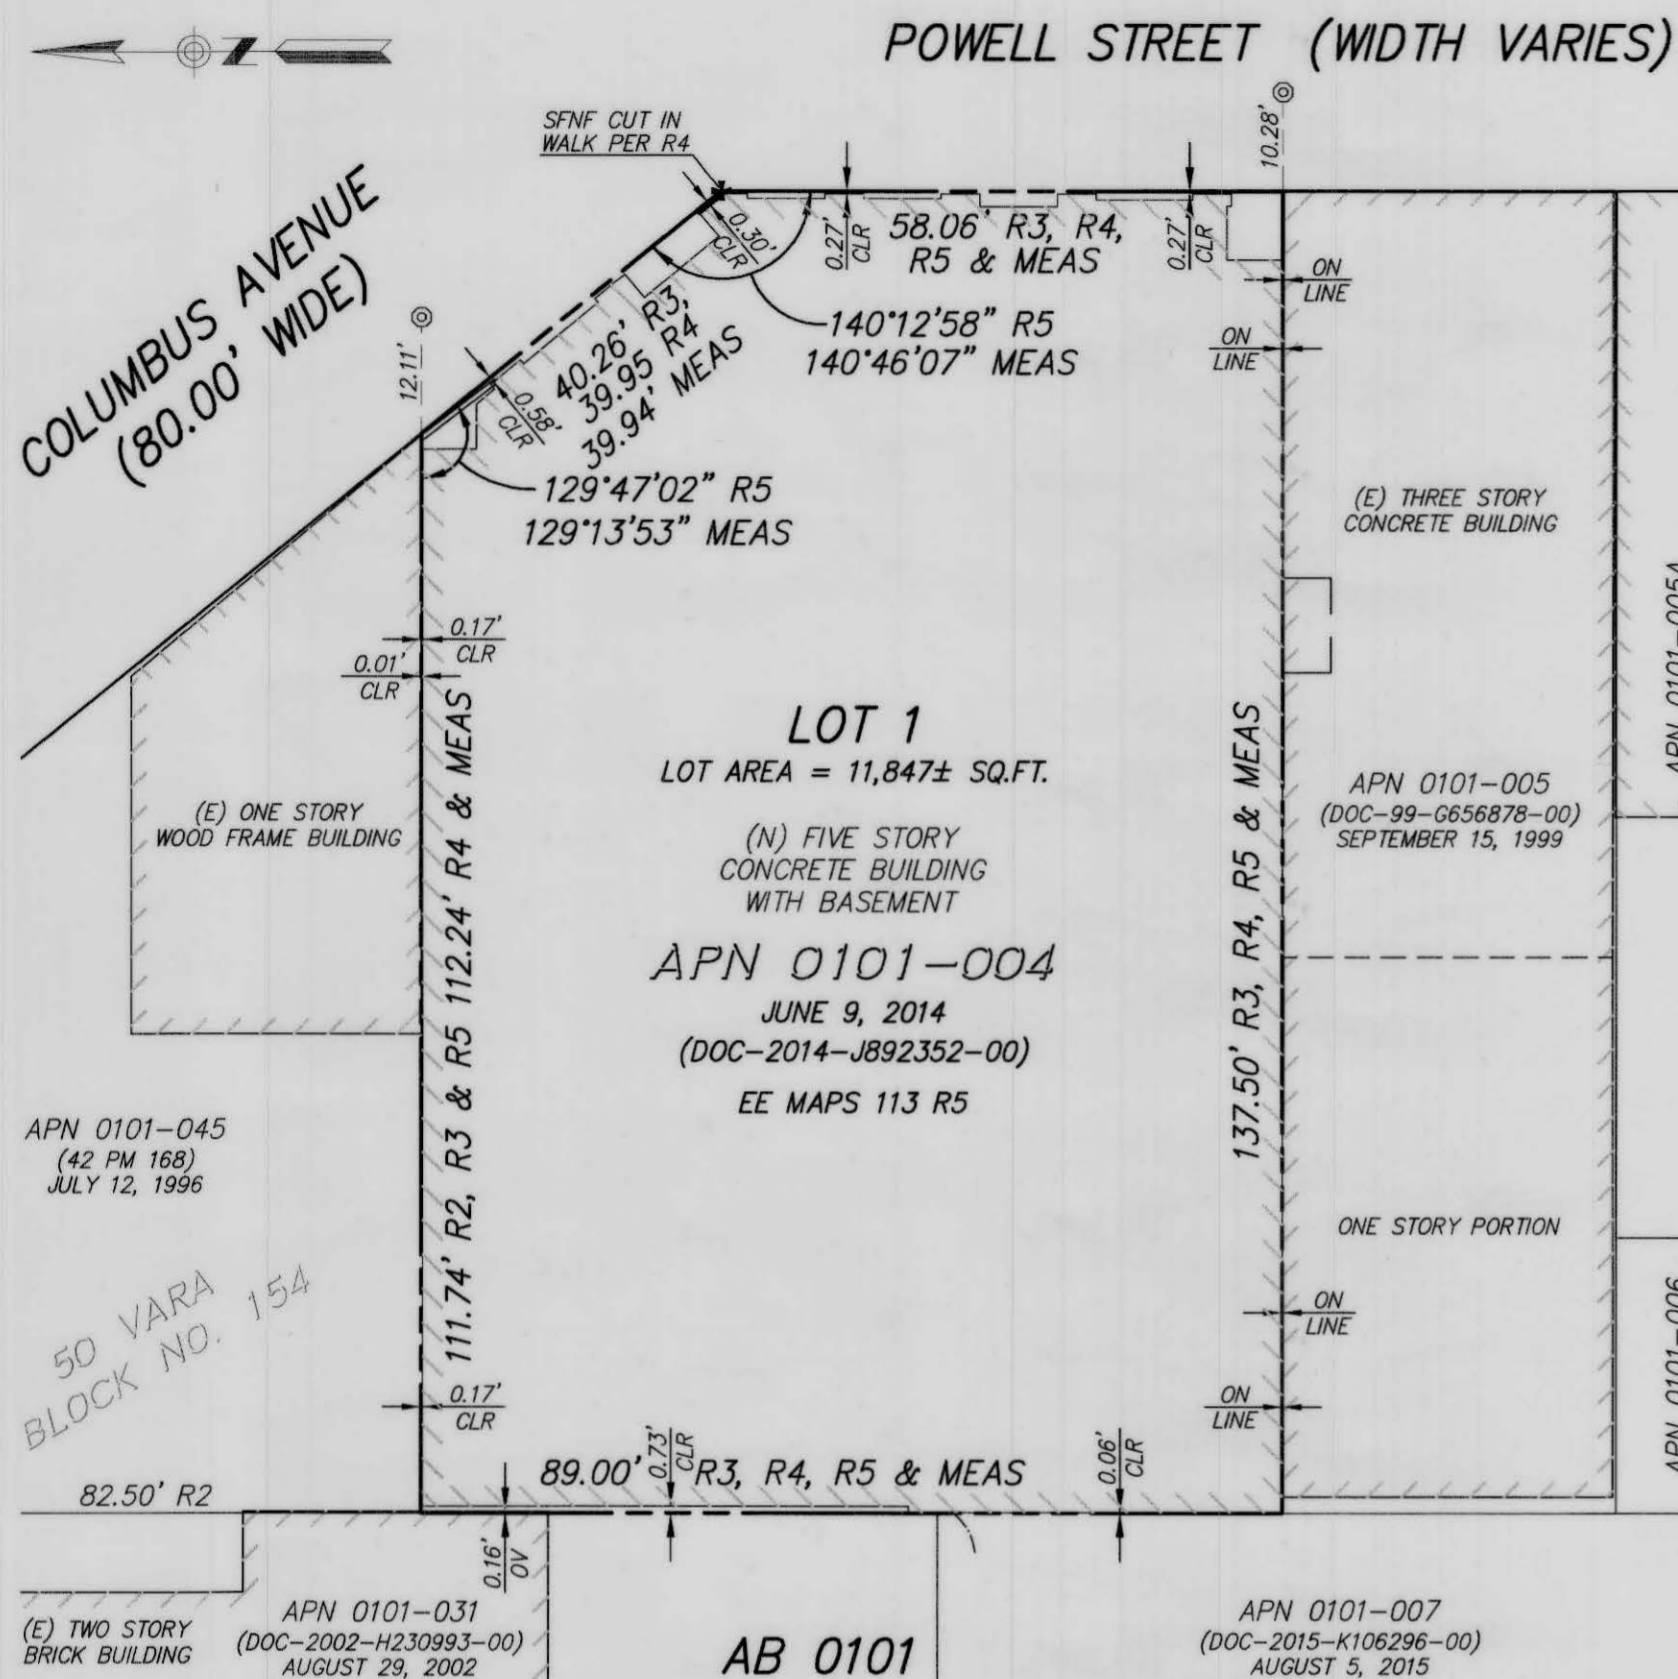 POWELL STREET (WIDTH VARIES)
Z
SFNF CUT IN
WALK PER R4
10.28'
COLUMBUS AVENUE
(80.00' WIDE)
12.11'
0.30'
CLR
0.27'
CLR
58.06' R3, R4,
R5 & MEAS
0.27'
CLR
ON
LINE
ON
LINE
140°12'58" R5
140°46'07" MEAS
40.26' R3,
39.95 R4
39.94' MEAS
0.58'
CLR
129°47'02" R5
129°13'53" MEAS
(E) THREE STORY
CONCRETE BUILDING
APN 0101-005A
0.17'
CLR
0.01'
CLR
LOT 1
LOT AREA = 11,847± SQ.FT.
(N) FIVE STORY
CONCRETE BUILDING
WITH BASEMENT
APN 0101-004
JUNE 9, 2014
(DOC-2014-J892352-00)
EE MAPS 113 R5
(E) ONE STORY
WOOD FRAME BUILDING
111.74' R2, R3 & R5 112.24' R4 & MEAS
137.50' R3, R4, R5 & MEAS
APN 0101-005
(DOC-99-G656878-00)
SEPTEMBER 15, 1999
APN 0101-045
(42 PM 168)
JULY 12, 1996
50 VARA
BLOCK NO. 154
ONE STORY PORTION
ON
LINE
ON
LINE
APN 0101-006
0.17'
CLR
89.00' R3, R4, R5 & MEAS
0.73'
CLR
0.06'
CLR
82.50' R2
0.16'
OV
(E) TWO STORY
BRICK BUILDING
APN 0101-031
(DOC-2002-H230993-00)
AUGUST 29, 2002
AB 0101
APN 0101-007
(DOC-2015-K106296-00)
AUGUST 5, 2015